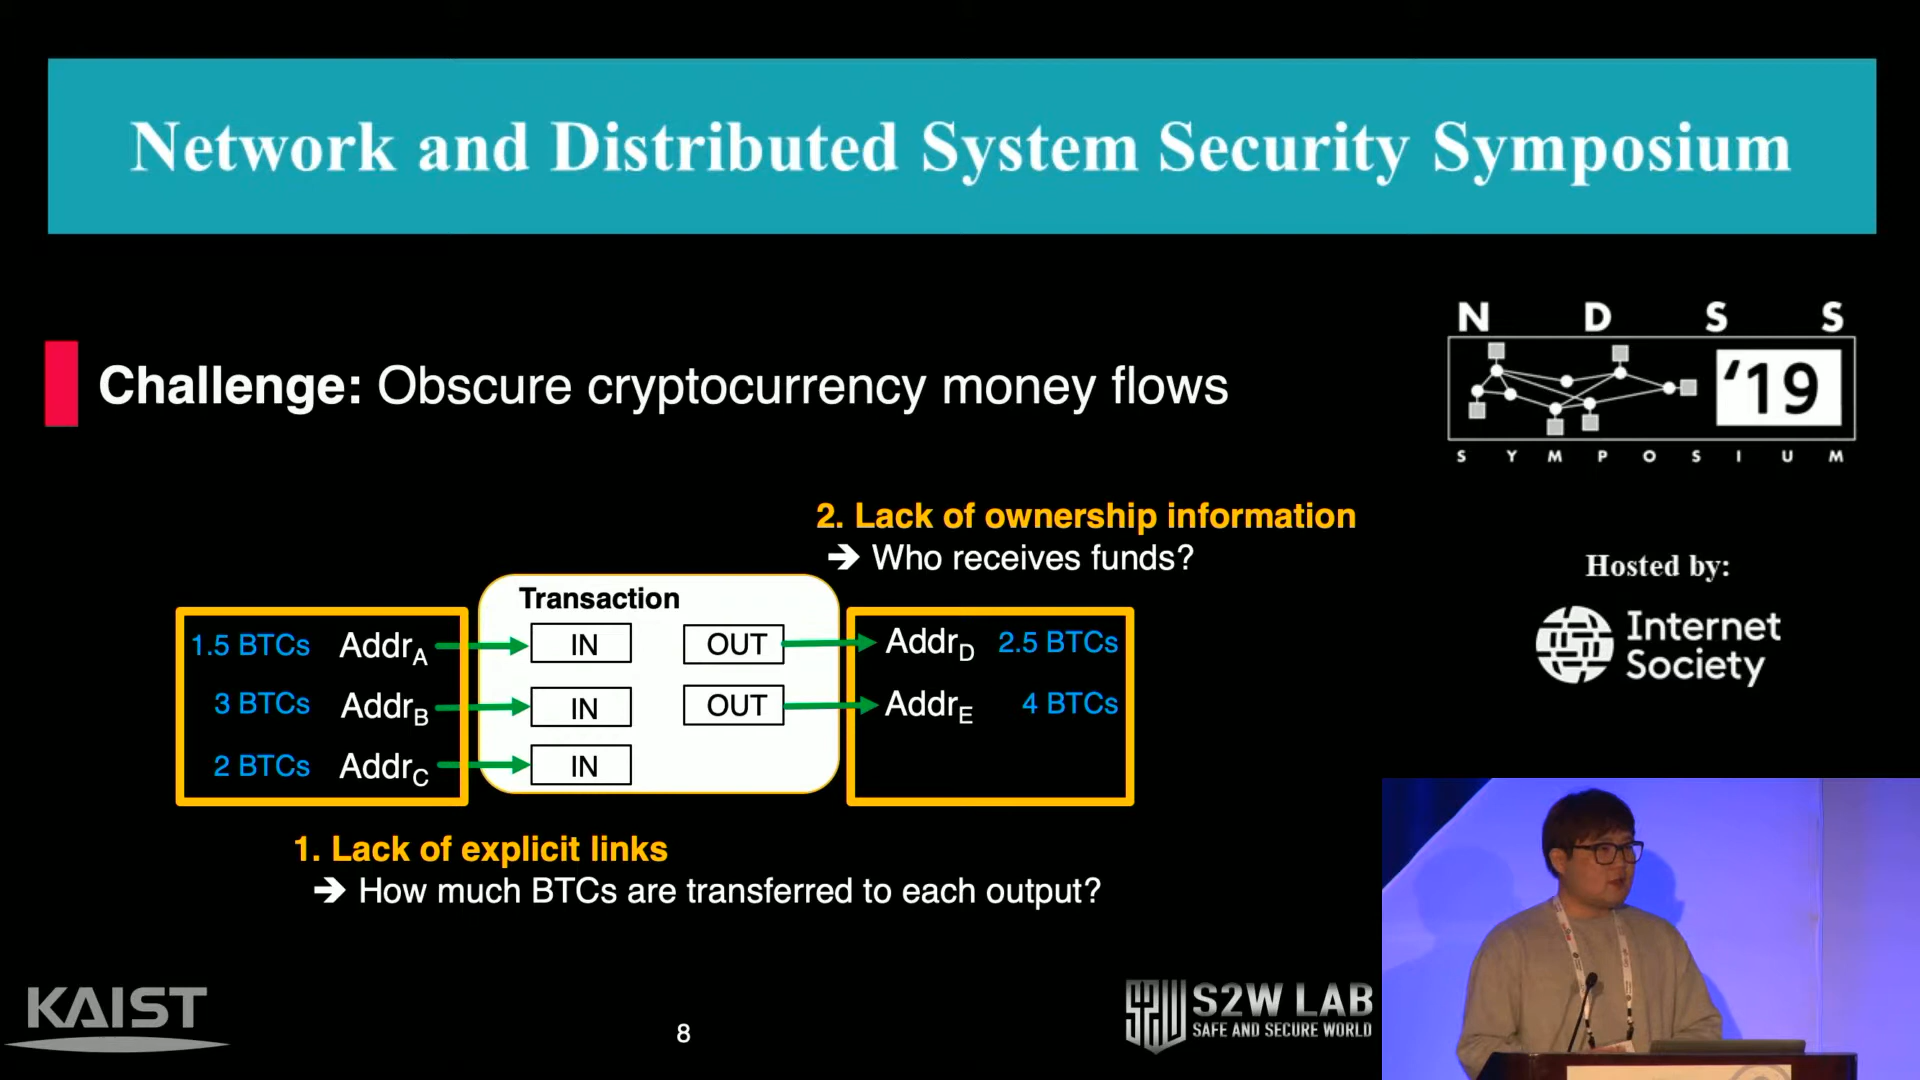 Network and Distributed System Security Symposium
N D S S
'19
S Y M P O S I U M
Challenge: Obscure cryptocurrency money flows
2. Lack of ownership information
➔ Who receives funds?
Hosted by:
Internet
Society
Transaction
1.5 BTCs AddrA IN OUT AddrD 2.5 BTCs
3 BTCs AddrB IN OUT AddrE 4 BTCs
2 BTCs AddrC IN
1. Lack of explicit links
➔ How much BTCs are transferred to each output?
KAIST
8
S2W LAB
SAFE AND SECURE WORLD